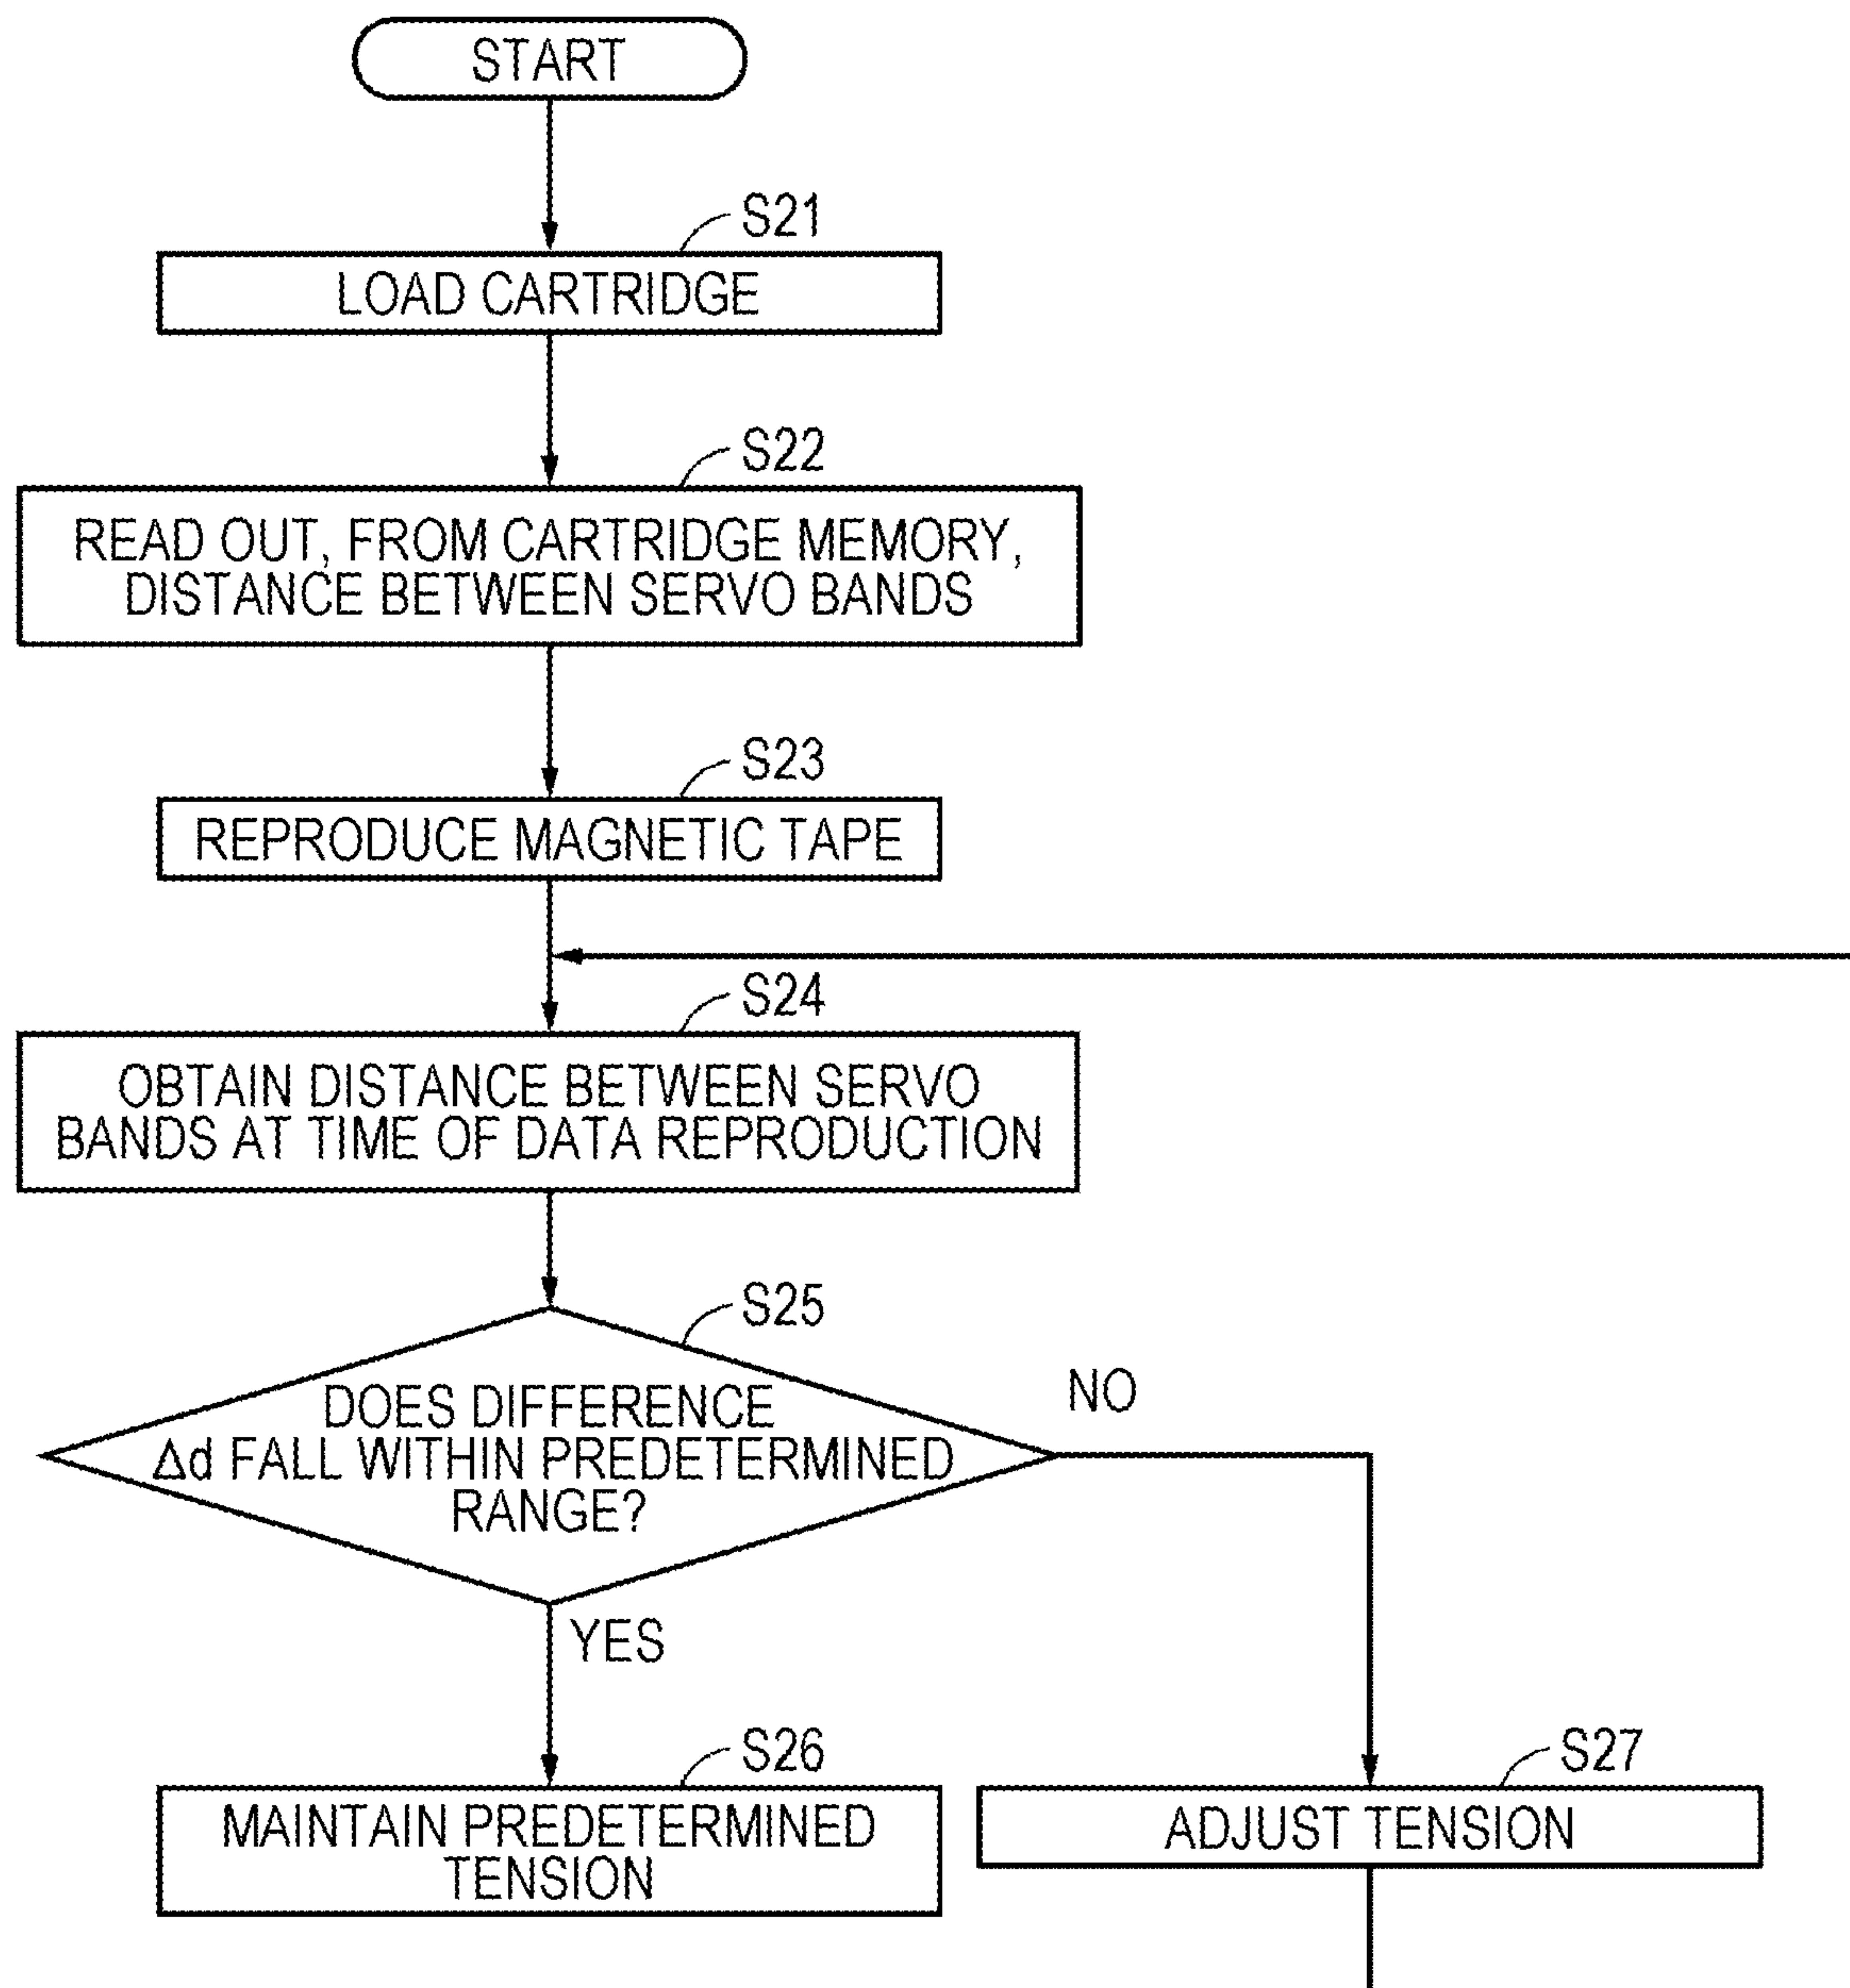 START
S21
LOAD CARTRIDGE
S22
READ OUT, FROM CARTRIDGE MEMORY,
DISTANCE BETWEEN SERVO BANDS
S23
REPRODUCE MAGNETIC TAPE
S24
OBTAIN DISTANCE BETWEEN SERVO
BANDS AT TIME OF DATA REPRODUCTION
S25
DOES DIFFERENCE
Δd FALL WITHIN PREDETERMINED
RANGE?
NO
YES
S26
MAINTAIN PREDETERMINED
TENSION
S27
ADJUST TENSION